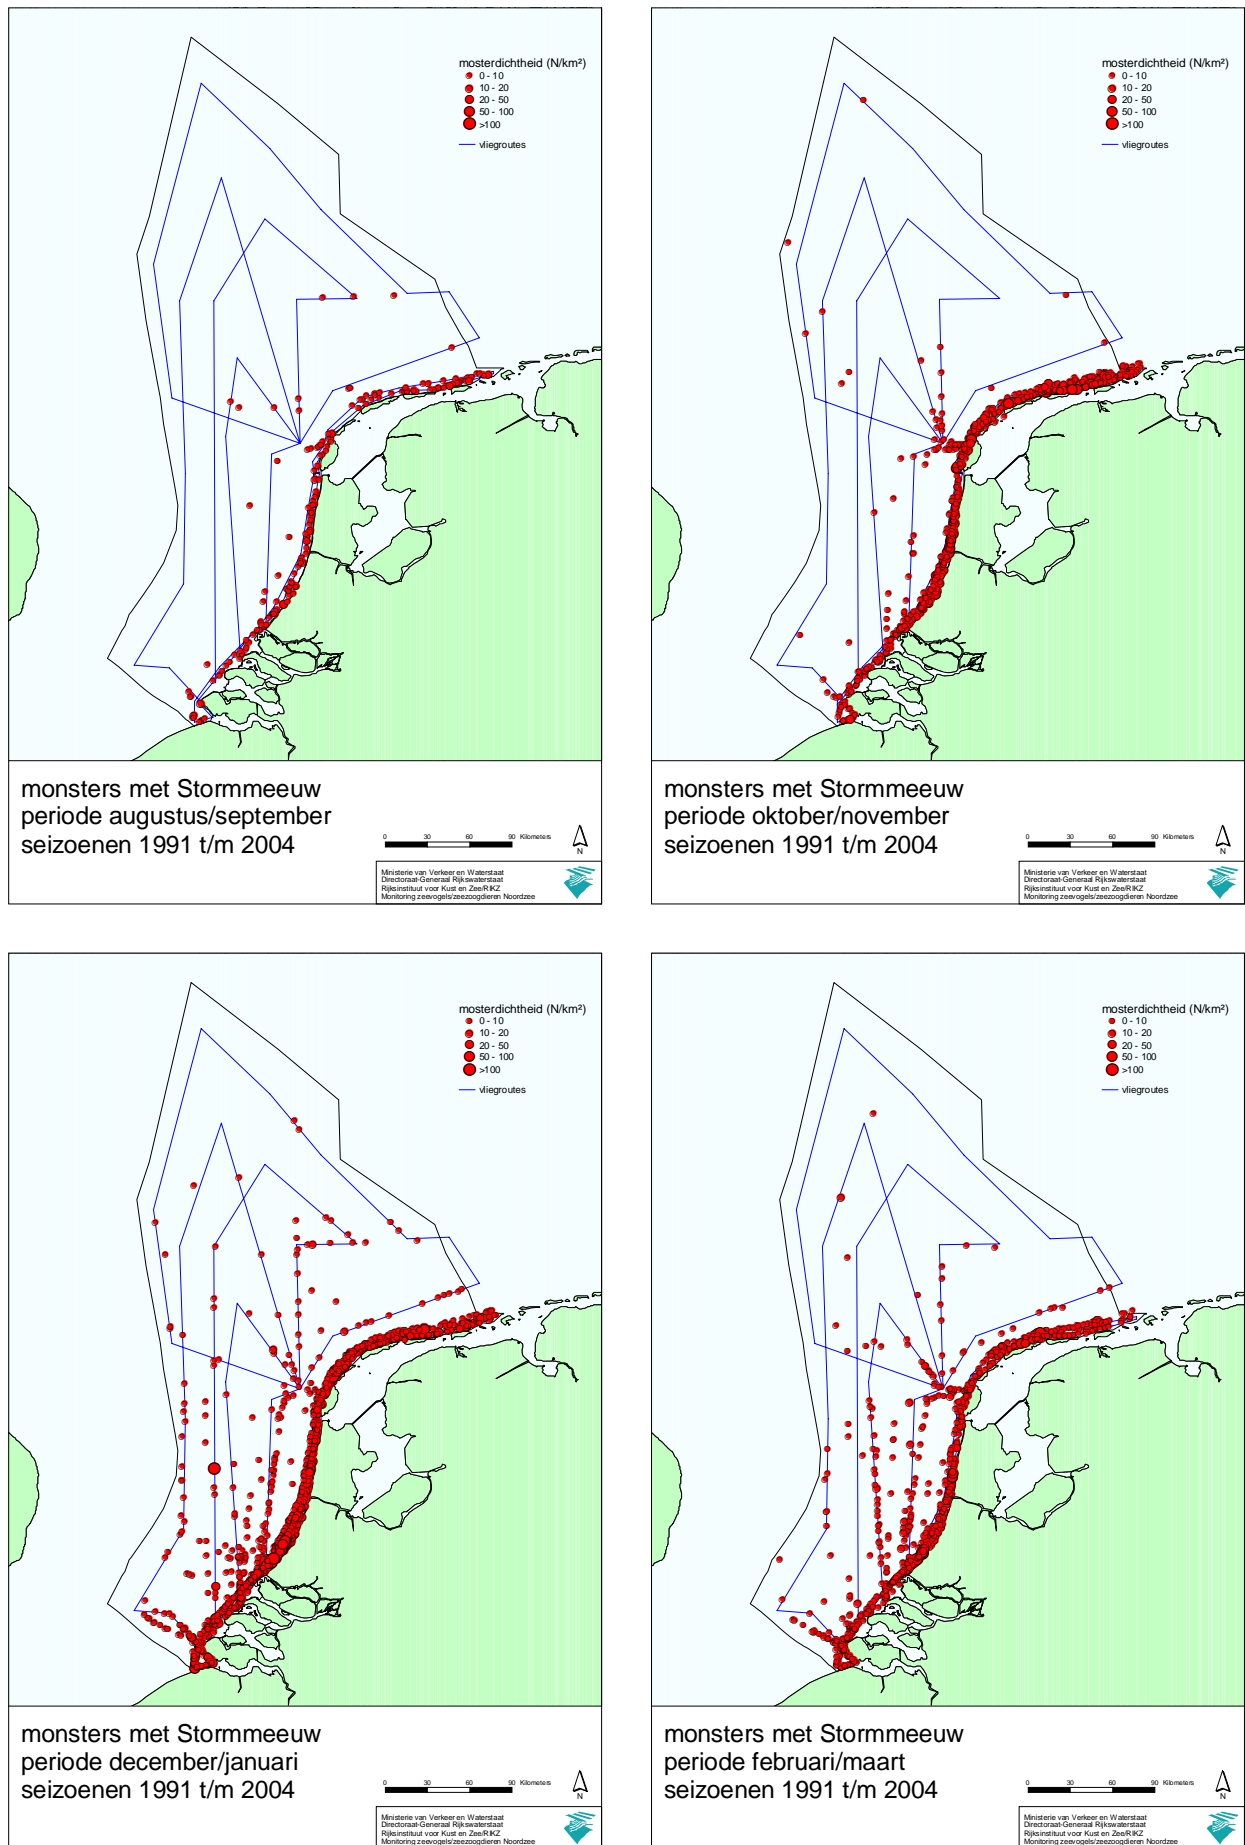 mosterdichtheid (N/km²)
0 - 10
10 - 20
20 - 50
50 - 100
>100
vliegroutes
monsters met Stormmeeuw
periode augustus/september
seizoenen 1991 t/m 2004
0 30 60 90 Kilometers
N
Ministerie van Verkeer en Waterstaat
Directoraat-Generaal Rijkswaterstaat
Rijksinstituut voor Kust en Zee/RIKZ
Monitoring zeevogels/zeezoogdieren Noordzee
mosterdichtheid (N/km²)
0 - 10
10 - 20
20 - 50
50 - 100
>100
vliegroutes
monsters met Stormmeeuw
periode oktober/november
seizoenen 1991 t/m 2004
0 30 60 90 Kilometers
N
Ministerie van Verkeer en Waterstaat
Directoraat-Generaal Rijkswaterstaat
Rijksinstituut voor Kust en Zee/RIKZ
Monitoring zeevogels/zeezoogdieren Noordzee
mosterdichtheid (N/km²)
0 - 10
10 - 20
20 - 50
50 - 100
>100
vliegroutes
monsters met Stormmeeuw
periode december/januari
seizoenen 1991 t/m 2004
0 30 60 90 Kilometers
N
Ministerie van Verkeer en Waterstaat
Directoraat-Generaal Rijkswaterstaat
Rijksinstituut voor Kust en Zee/RIKZ
Monitoring zeevogels/zeezoogdieren Noordzee
mosterdichtheid (N/km²)
0 - 10
10 - 20
20 - 50
50 - 100
>100
vliegroutes
monsters met Stormmeeuw
periode februari/maart
seizoenen 1991 t/m 2004
0 30 60 90 Kilometers
N
Ministerie van Verkeer en Waterstaat
Directoraat-Generaal Rijkswaterstaat
Rijksinstituut voor Kust en Zee/RIKZ
Monitoring zeevogels/zeezoogdieren Noordzee